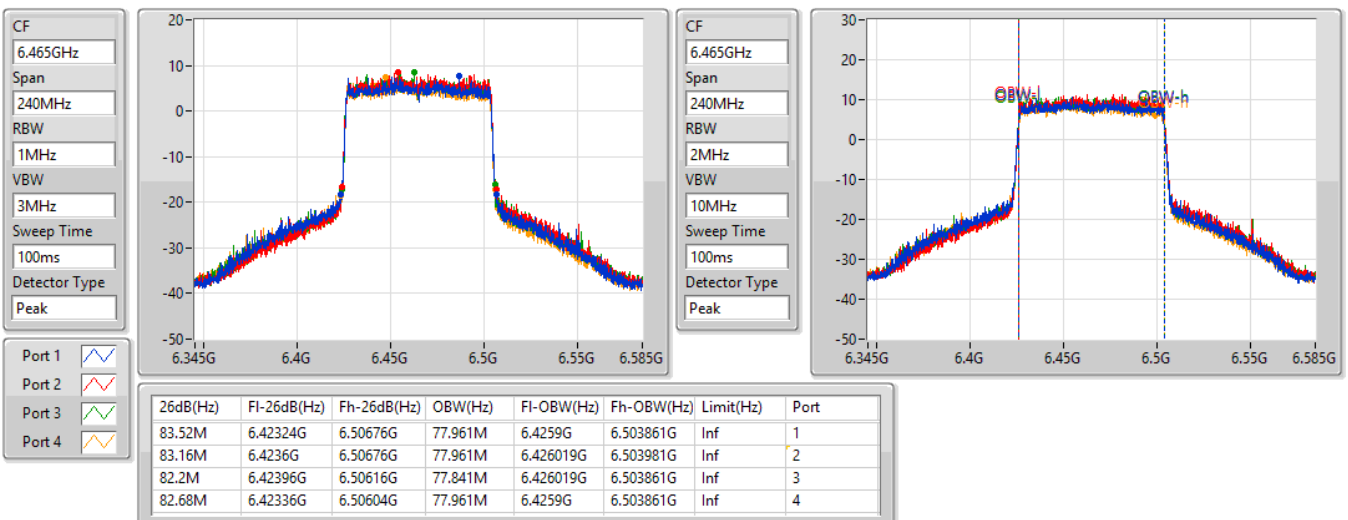 CF
6.465GHz
Span
240MHz
RBW
1MHz
VBW
3MHz
Sweep Time
100ms
Detector Type
Peak
20
10
0
-10
-20
-30
-40
-50
6.345G 6.4G 6.45G 6.5G 6.55G 6.585G
CF
6.465GHz
Span
240MHz
RBW
2MHz
VBW
10MHz
Sweep Time
100ms
Detector Type
Peak
30
20
10
0
-10
-20
-30
-40
-50
OBW-l OBW-h
6.345G 6.4G 6.45G 6.5G 6.55G 6.585G
Port 1
Port 2
Port 3
Port 4
26dB(Hz) Fl-26dB(Hz) Fh-26dB(Hz) OBW(Hz) Fl-OBW(Hz) Fh-OBW(Hz) Limit(Hz) Port
83.52M 6.42324G 6.50676G 77.961M 6.4259G 6.503861G Inf 1
83.16M 6.4236G 6.50676G 77.961M 6.426019G 6.503981G Inf 2
82.2M 6.42396G 6.50616G 77.841M 6.426019G 6.503861G Inf 3
82.68M 6.42336G 6.50604G 77.961M 6.4259G 6.503861G Inf 4